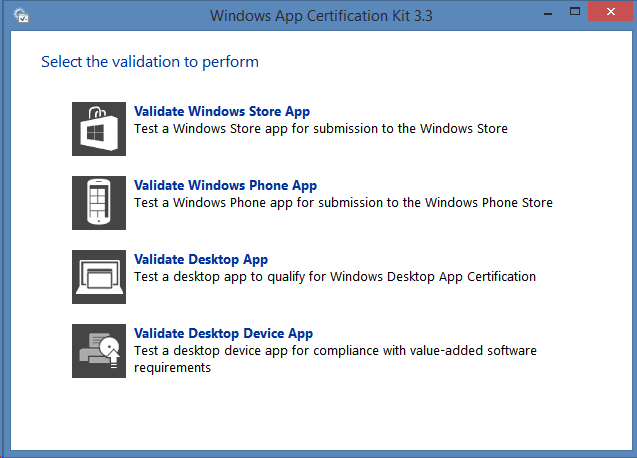 Windows App Certification Kit 3.3
Select the validation to perform
Validate Windows Store App
Test a Windows Store app for submission to the Windows Store
Validate Windows Phone App
Test a Windows Phone app for submission to the Windows Phone Store
Validate Desktop App
Test a desktop app to qualify for Windows Desktop App Certification
Validate Desktop Device App
Test a desktop device app for compliance with value-added software
requirements